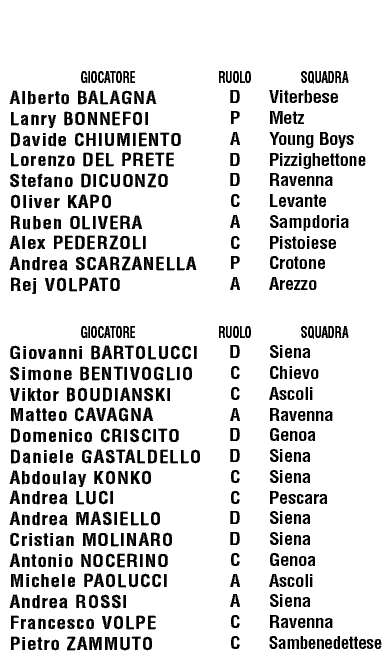 GIOCATORE RUOLO SQUADRA
Alberto BALAGNA D Viterbese
Lanry BONNEFOI P Metz
Davide CHIUMIENTO A Young Boys
Lorenzo DEL PRETE D Pizzighettone
Stefano DICUONZO D Ravenna
Oliver KAPO C Levante
Ruben OLIVERA A Sampdoria
Alex PEDERZOLI C Pistoiese
Andrea SCARZANELLA P Crotone
Rej VOLPATO A Arezzo
GIOCATORE RUOLO SQUADRA
Giovanni BARTOLUCCI D Siena
Simone BENTIVOGLIO C Chievo
Viktor BOUDIANSKI C Ascoli
Matteo CAVAGNA A Ravenna
Domenico CRISCITO D Genoa
Daniele GASTALDELLO D Siena
Abdoulay KONKO C Siena
Andrea LUCI C Pescara
Andrea MASIELLO D Siena
Cristian MOLINARO D Siena
Antonio NOCERINO C Genoa
Michele PAOLUCCI A Ascoli
Andrea ROSSI A Siena
Francesco VOLPE C Ravenna
Pietro ZAMMUTO C Sambenedettese